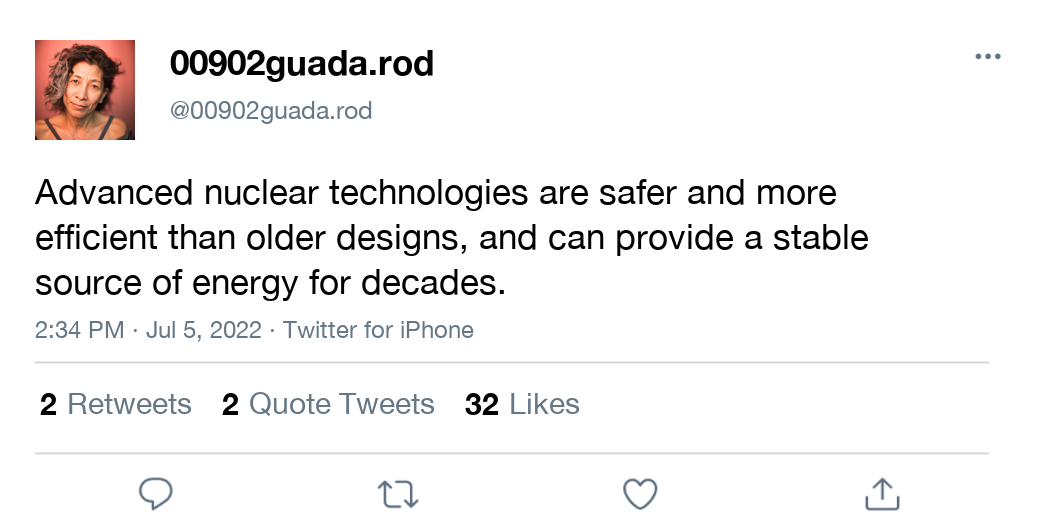 00902guada.rod
@00902guada.rod
Advanced nuclear technologies are safer and more
efficient than older designs, and can provide a stable
source of energy for decades.
2:34 PM · Jul 5, 2022 · Twitter for iPhone
2 Retweets 2 Quote Tweets 32 Likes